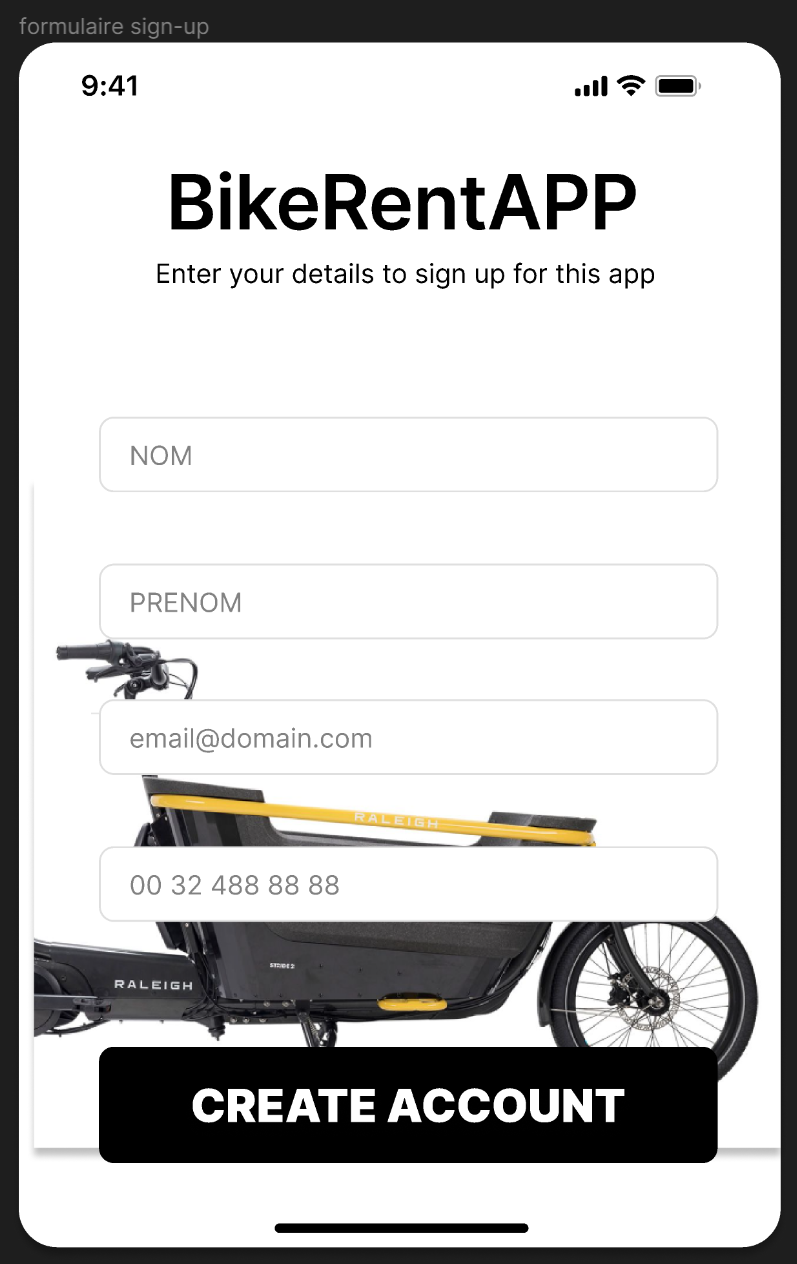 formulaire sign-up
9:41
BikeRentAPP
Enter your details to sign up for this app
NOM
PRENOM
email@domain.com
RALEIGH
00 32 488 88 88
STRIDE 2
RALEIGH
CREATE ACCOUNT